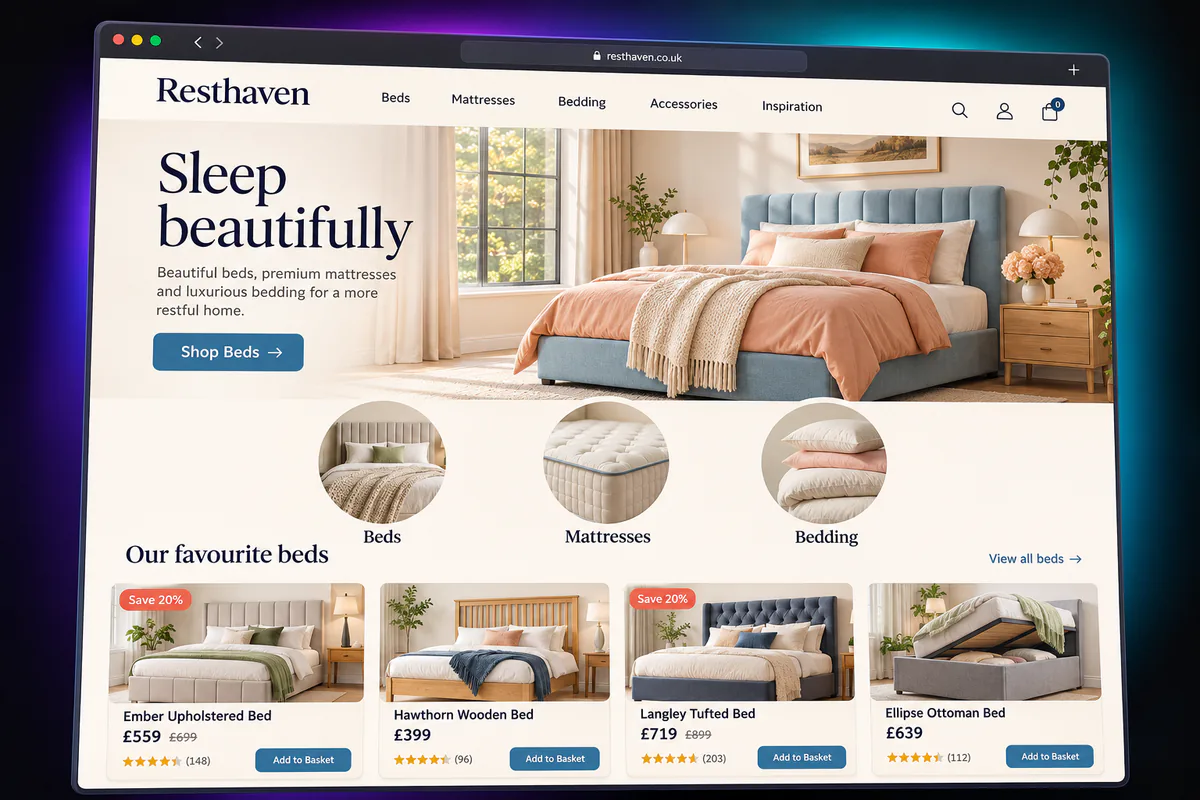 resthaven.co.uk
Resthaven
Beds
Mattresses
Bedding
Accessories
Inspiration
0
Sleep
beautifully
Beautiful beds, premium mattresses
and luxurious bedding for a more
restful home.
Shop Beds →
Beds
Mattresses
Bedding
Our favourite beds
View all beds →
Save 20%
Ember Upholstered Bed
£559 £699
(148)
Add to Basket
Hawthorn Wooden Bed
£399
(96)
Add to Basket
Save 20%
Langley Tufted Bed
£719 £899
(203)
Add to Basket
Ellipse Ottoman Bed
£639
(112)
Add to Basket